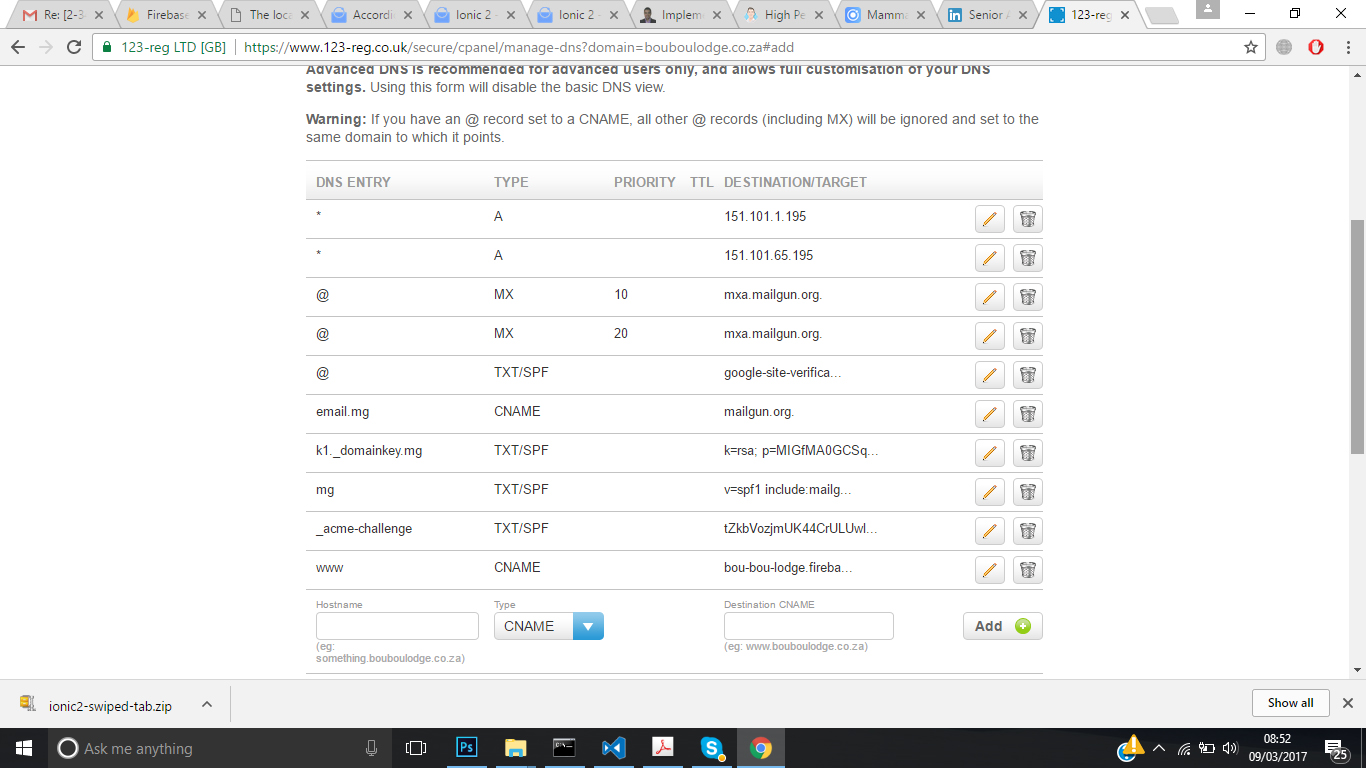 Re: [2-3
Firebase
The loca
Accordi
Ionic 2 -
Ionic 2 -
Implem
High Pe
Mamma
Senior A
123-reg
123-reg LTD [GB]
https://www.123-reg.co.uk/secure/cpanel/manage-dns?domain=bouboulodge.co.za#add
Advanced DNS is recommended for advanced users only, and allows full customisation of your DNS
settings. Using this form will disable the basic DNS view.
Warning: If you have an @ record set to a CNAME, all other @ records (including MX) will be ignored and set to the
same domain to which it points.
DNS ENTRY TYPE PRIORITY TTL DESTINATION/TARGET
* A 151.101.1.195
* A 151.101.65.195
@ MX 10 mxa.mailgun.org.
@ MX 20 mxa.mailgun.org.
@ TXT/SPF google-site-verifica...
email.mg CNAME mailgun.org.
k1._domainkey.mg TXT/SPF k=rsa; p=MIGfMA0GCSq...
mg TXT/SPF v=spf1 include:mailg...
_acme-challenge TXT/SPF tZkbVozjmUK44CrULUwl...
www CNAME bou-bou-lodge.fireba...
Hostname Type Destination CNAME
CNAME Add
(eg: (eg: www.bouboulodge.co.za)
something.bouboulodge.co.za)
ionic2-swiped-tab.zip
Show all
Ask me anything
Ps
08:52
09/03/2017
25